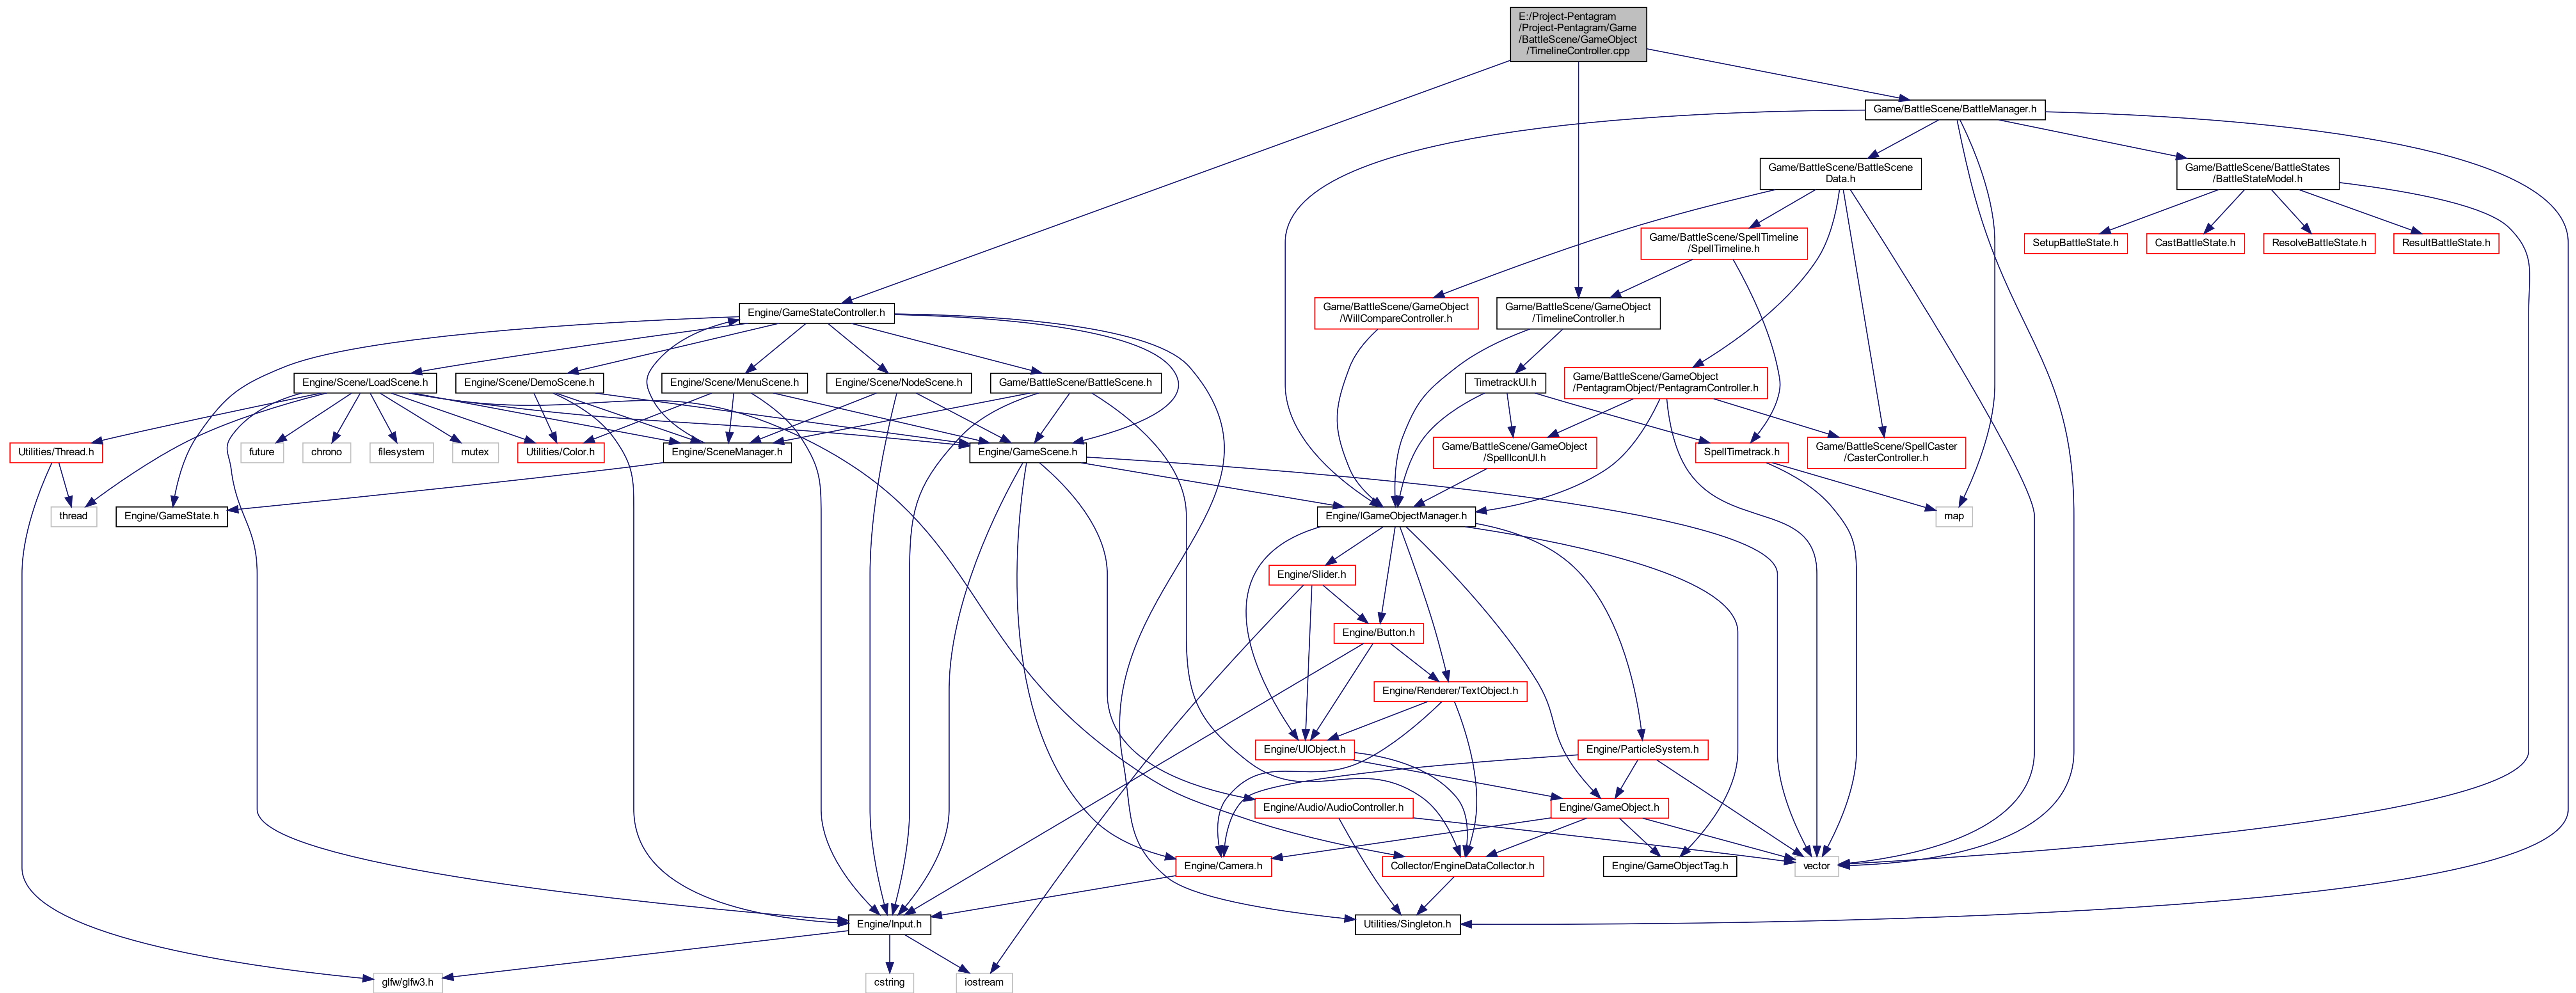 E:/Project-Pentagram
/Project-Pentagram/Game
/BattleScene/GameObject
/TimelineController.cpp
Game/BattleScene/BattleManager.h
Game/BattleScene/BattleScene
Data.h
Game/BattleScene/BattleStates
/BattleStateModel.h
Game/BattleScene/SpellTimeline
/SpellTimeline.h
SetupBattleState.h
CastBattleState.h
ResolveBattleState.h
ResultBattleState.h
Engine/GameStateController.h
Game/BattleScene/GameObject
/WillCompareController.h
Game/BattleScene/GameObject
/TimelineController.h
Engine/Scene/LoadScene.h
Engine/Scene/DemoScene.h
Engine/Scene/MenuScene.h
Engine/Scene/NodeScene.h
Game/BattleScene/BattleScene.h
TimetrackUI.h
Game/BattleScene/GameObject
/PentagramObject/PentagramController.h
Utilities/Thread.h
future
chrono
filesystem
mutex
Utilities/Color.h
Engine/SceneManager.h
Engine/GameScene.h
Game/BattleScene/GameObject
/SpellIconUI.h
SpellTimetrack.h
Game/BattleScene/SpellCaster
/CasterController.h
thread
Engine/GameState.h
Engine/IGameObjectManager.h
map
Engine/Slider.h
Engine/Button.h
Engine/Renderer/TextObject.h
Engine/UIObject.h
Engine/ParticleSystem.h
Engine/Audio/AudioController.h
Engine/GameObject.h
Engine/Camera.h
Collector/EngineDataCollector.h
Engine/GameObjectTag.h
vector
Engine/Input.h
Utilities/Singleton.h
glfw/glfw3.h
cstring
iostream